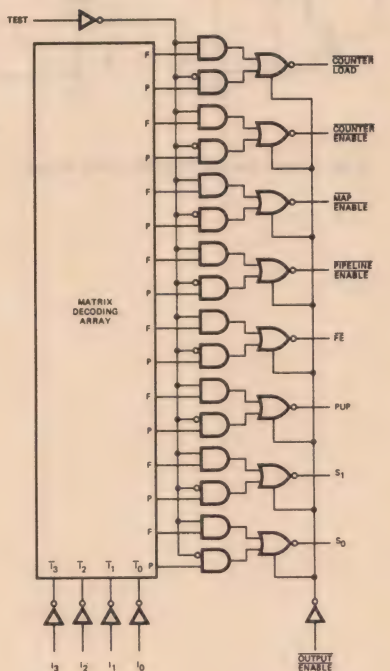 TEST
F
COUNTER
LOAD
P
F
COUNTER
ENABLE
P
F
MAP
ENABLE
P
F
PIPELINE
ENABLE
P
MATRIX
DECODING
ARRAY
F
FE
P
F
PUP
P
F
S1
P
F
S0
P
T3 T2 T1 T0
I3 I2 I1 I0
OUTPUT
ENABLE